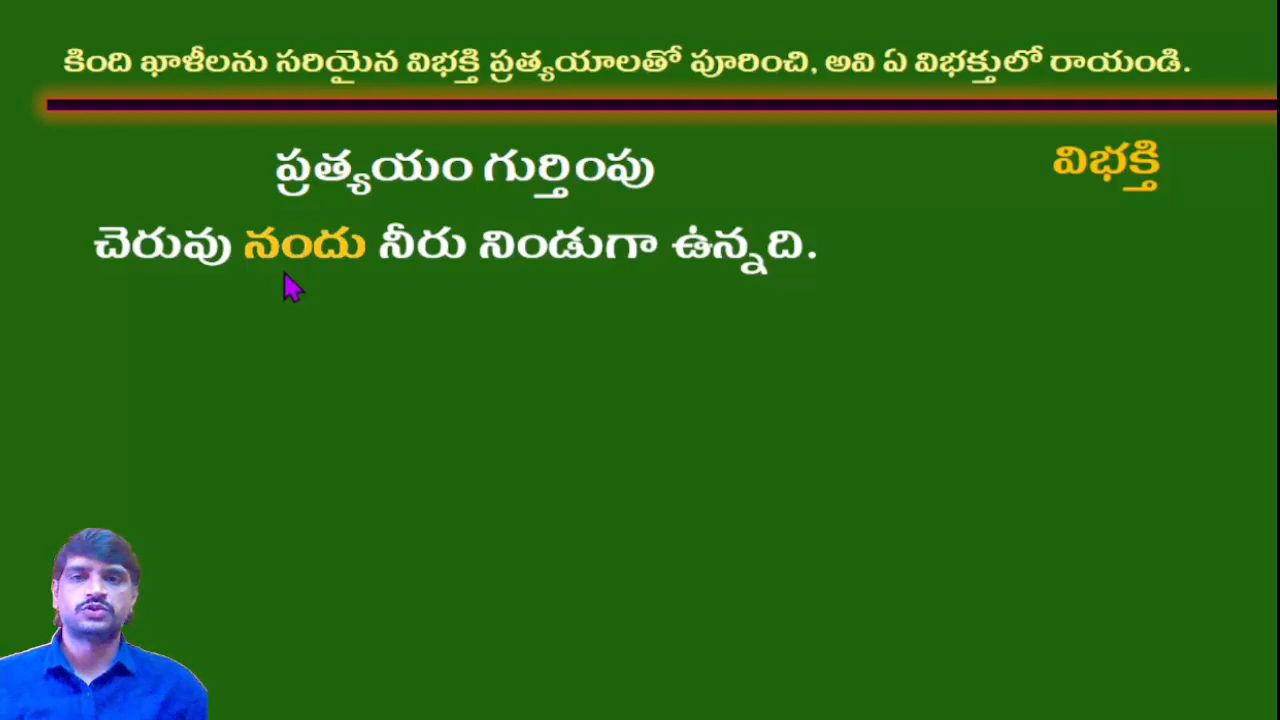 కింది ఖాళీలను సరియైన విభక్తి ప్రత్యయాలతో పూరించి, అవి ఏ విభక్తులో రాయండి.
ప్రత్యయం గుర్తింపు విభక్తి
చెరువు నందు నీరు నిండుగా ఉన్నది.